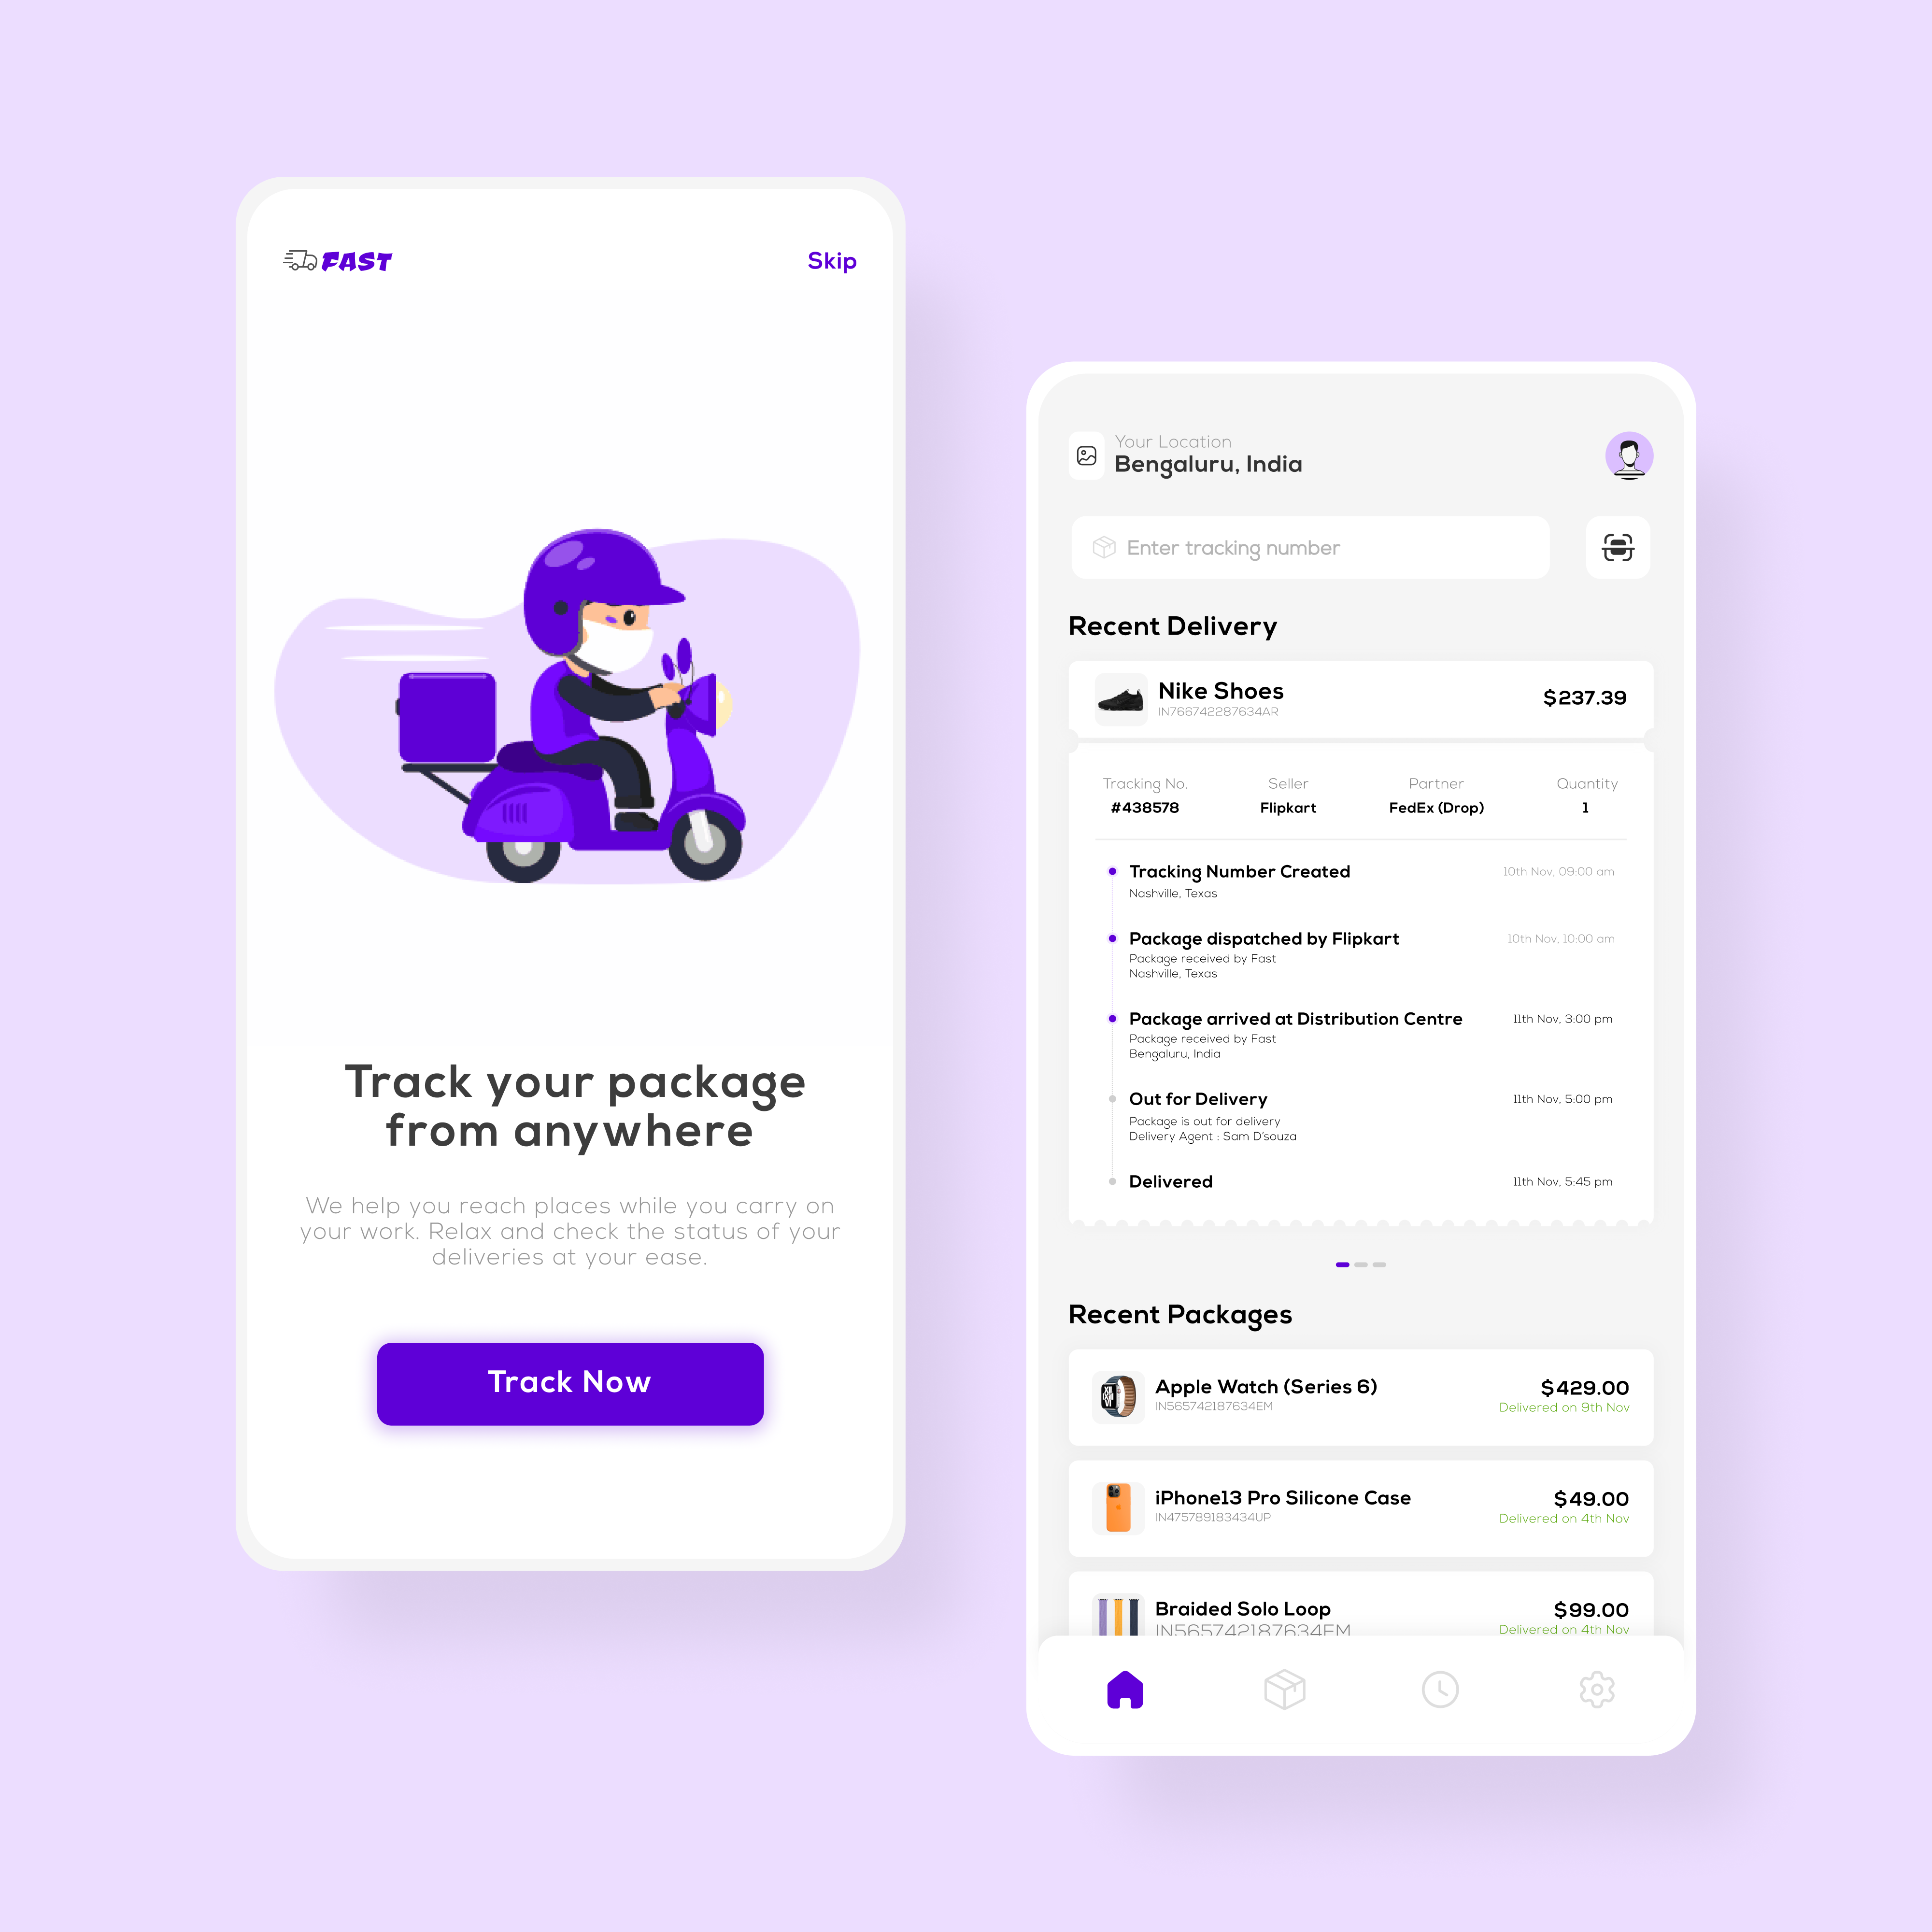 FAST
Skip
Track your package
from anywhere
We help you reach places while you carry on
your work. Relax and check the status of your
deliveries at your ease.
Track Now
Your Location
Bengaluru, India
Enter tracking number
Recent Delivery
Nike Shoes
IN766742287634AR
$237.39
Tracking No.
#438578
Seller
Flipkart
Partner
FedEx (Drop)
Quantity
1
Tracking Number Created
10th Nov, 09:00 am
Nashville, Texas
Package dispatched by Flipkart
10th Nov, 10:00 am
Package received by Fast
Nashville, Texas
Package arrived at Distribution Centre
11th Nov, 3:00 pm
Package received by Fast
Bengaluru, India
Out for Delivery
11th Nov, 5:00 pm
Package is out for delivery
Delivery Agent : Sam D'souza
Delivered
11th Nov, 5:45 pm
Recent Packages
Apple Watch (Series 6)
IN565742187634EM
$429.00
Delivered on 9th Nov
iPhone13 Pro Silicone Case
IN475789183434UP
$49.00
Delivered on 4th Nov
Braided Solo Loop
IN565742187634EM
$99.00
Delivered on 4th Nov